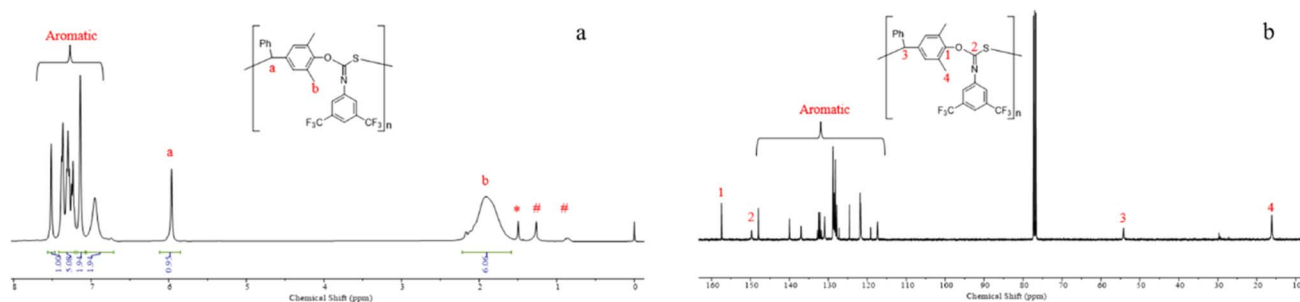 a
Aromatic
Ph
O
S
N
a
b
F₃C
CF₃
n
a
b
*
#
#
1.00
5.08
1.94
1.94
0.95
6.06
8
7
6
5
4
3
2
1
0
Chemical Shift (ppm)
b
Ph
O
2
S
3
1
4
N
F₃C
CF₃
n
Aromatic
1
2
3
4
160
150
140
130
120
110
100
90
80
70
60
50
40
30
20
10
Chemical Shift (ppm)